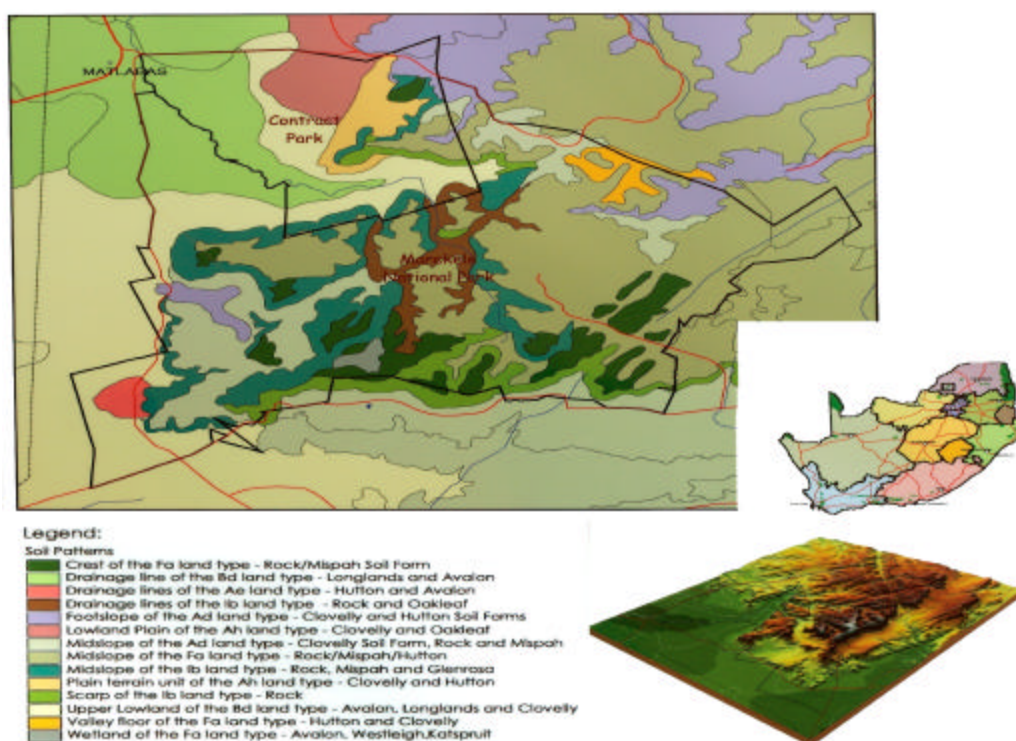 MATLABAS
Contrast
Park
Marekele
National Park
Legend:
Soil Patterns
Crest of the Fa land type - Rock/Mispah Soil Form
Drainage line of the Bd land type - Longlands and Avalon
Drainage lines of the Ae land type - Hutton and Avalon
Drainage lines of the Ib land type - Rock and Oakleaf
Footslope of the Ad land type - Clovelly and Hutton Soil Forms
Lowland Plain of the Ah land type - Clovelly and Oakleaf
Midslope of the Ad land type - Clovelly Soil Form, Rock and Mispah
Midslope of the Fa land type - Rock/Mispah/Hutton
Midslope of the Ib land type - Rock, Mispah and Glenrosa
Plain terrain unit of the Ah land type - Clovelly and Hutton
Scarp of the Ib land type - Rock
Upper Lowland of the Bd land type - Avalon, Longlands and Clovelly
Valley floor of the Fa land type - Hutton and Clovelly
Wetland of the Fa land type - Avalon, Westleigh,Katspruit